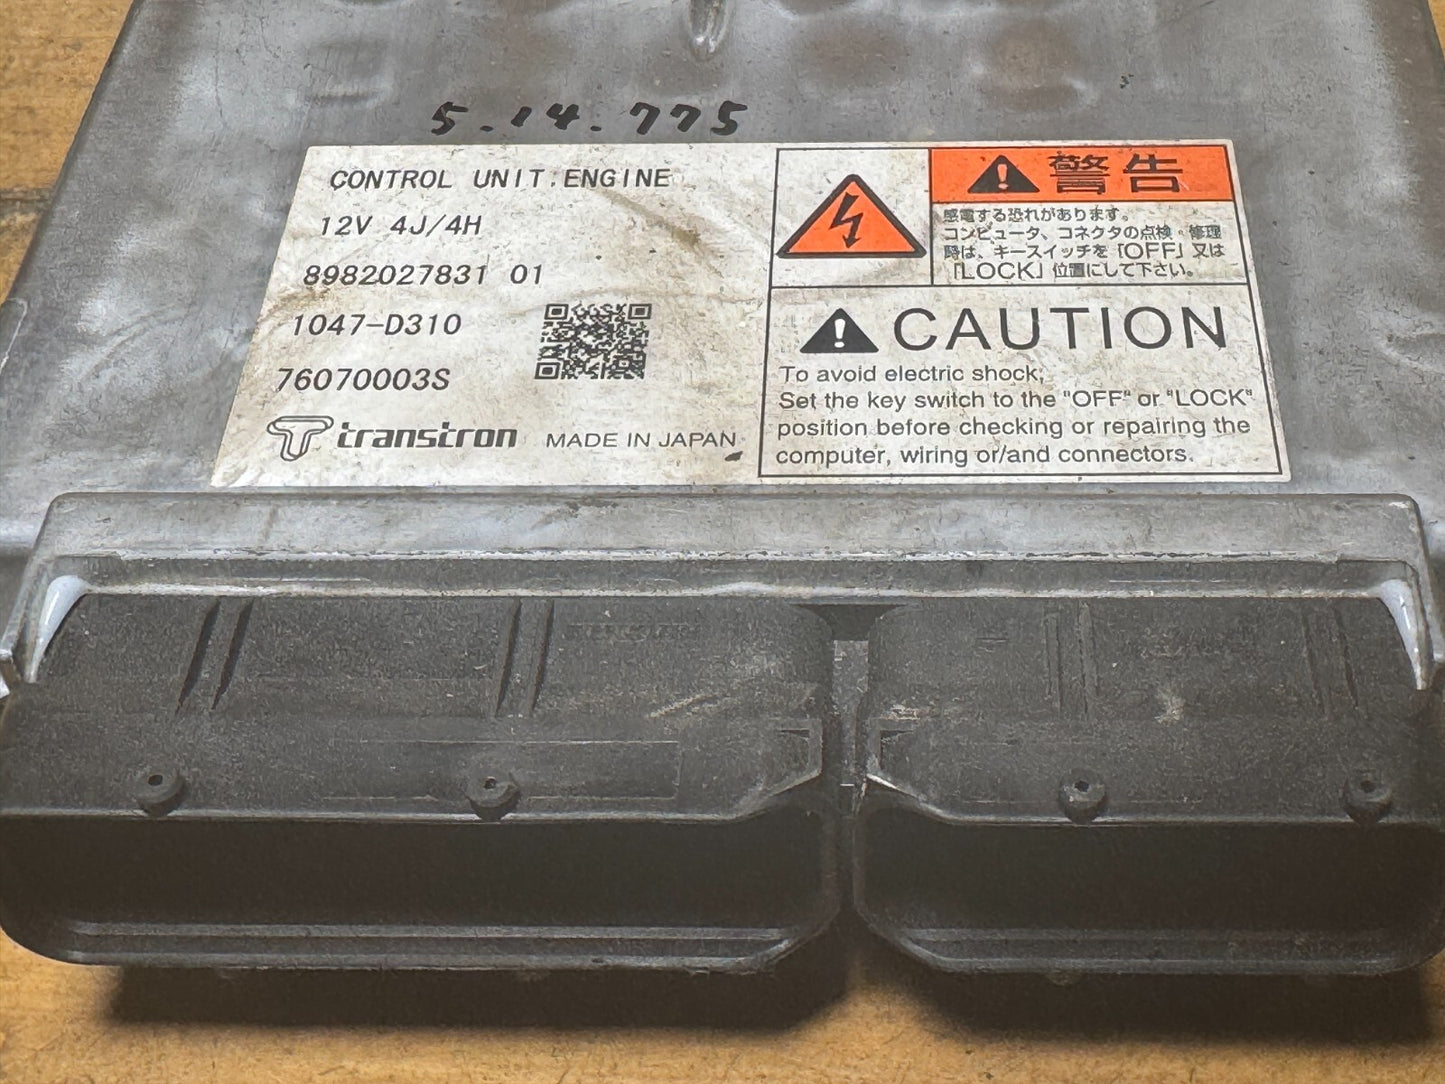 5.14.775
CONTROL UNIT;ENGINE
12V 4J/4H
8982027831 01
1047-D310
76070003S
transtron MADE IN JAPAN
警告
感電する恐れがあります。
コンピュータ、コネクタの点検・修理
時は、キースイッチを「OFF」又は
「LOCK」位置にして下さい。
CAUTION
To avoid electric shock,
Set the key switch to the "OFF" or "LOCK"
position before checking or repairing the
computer, wiring or/and connectors.